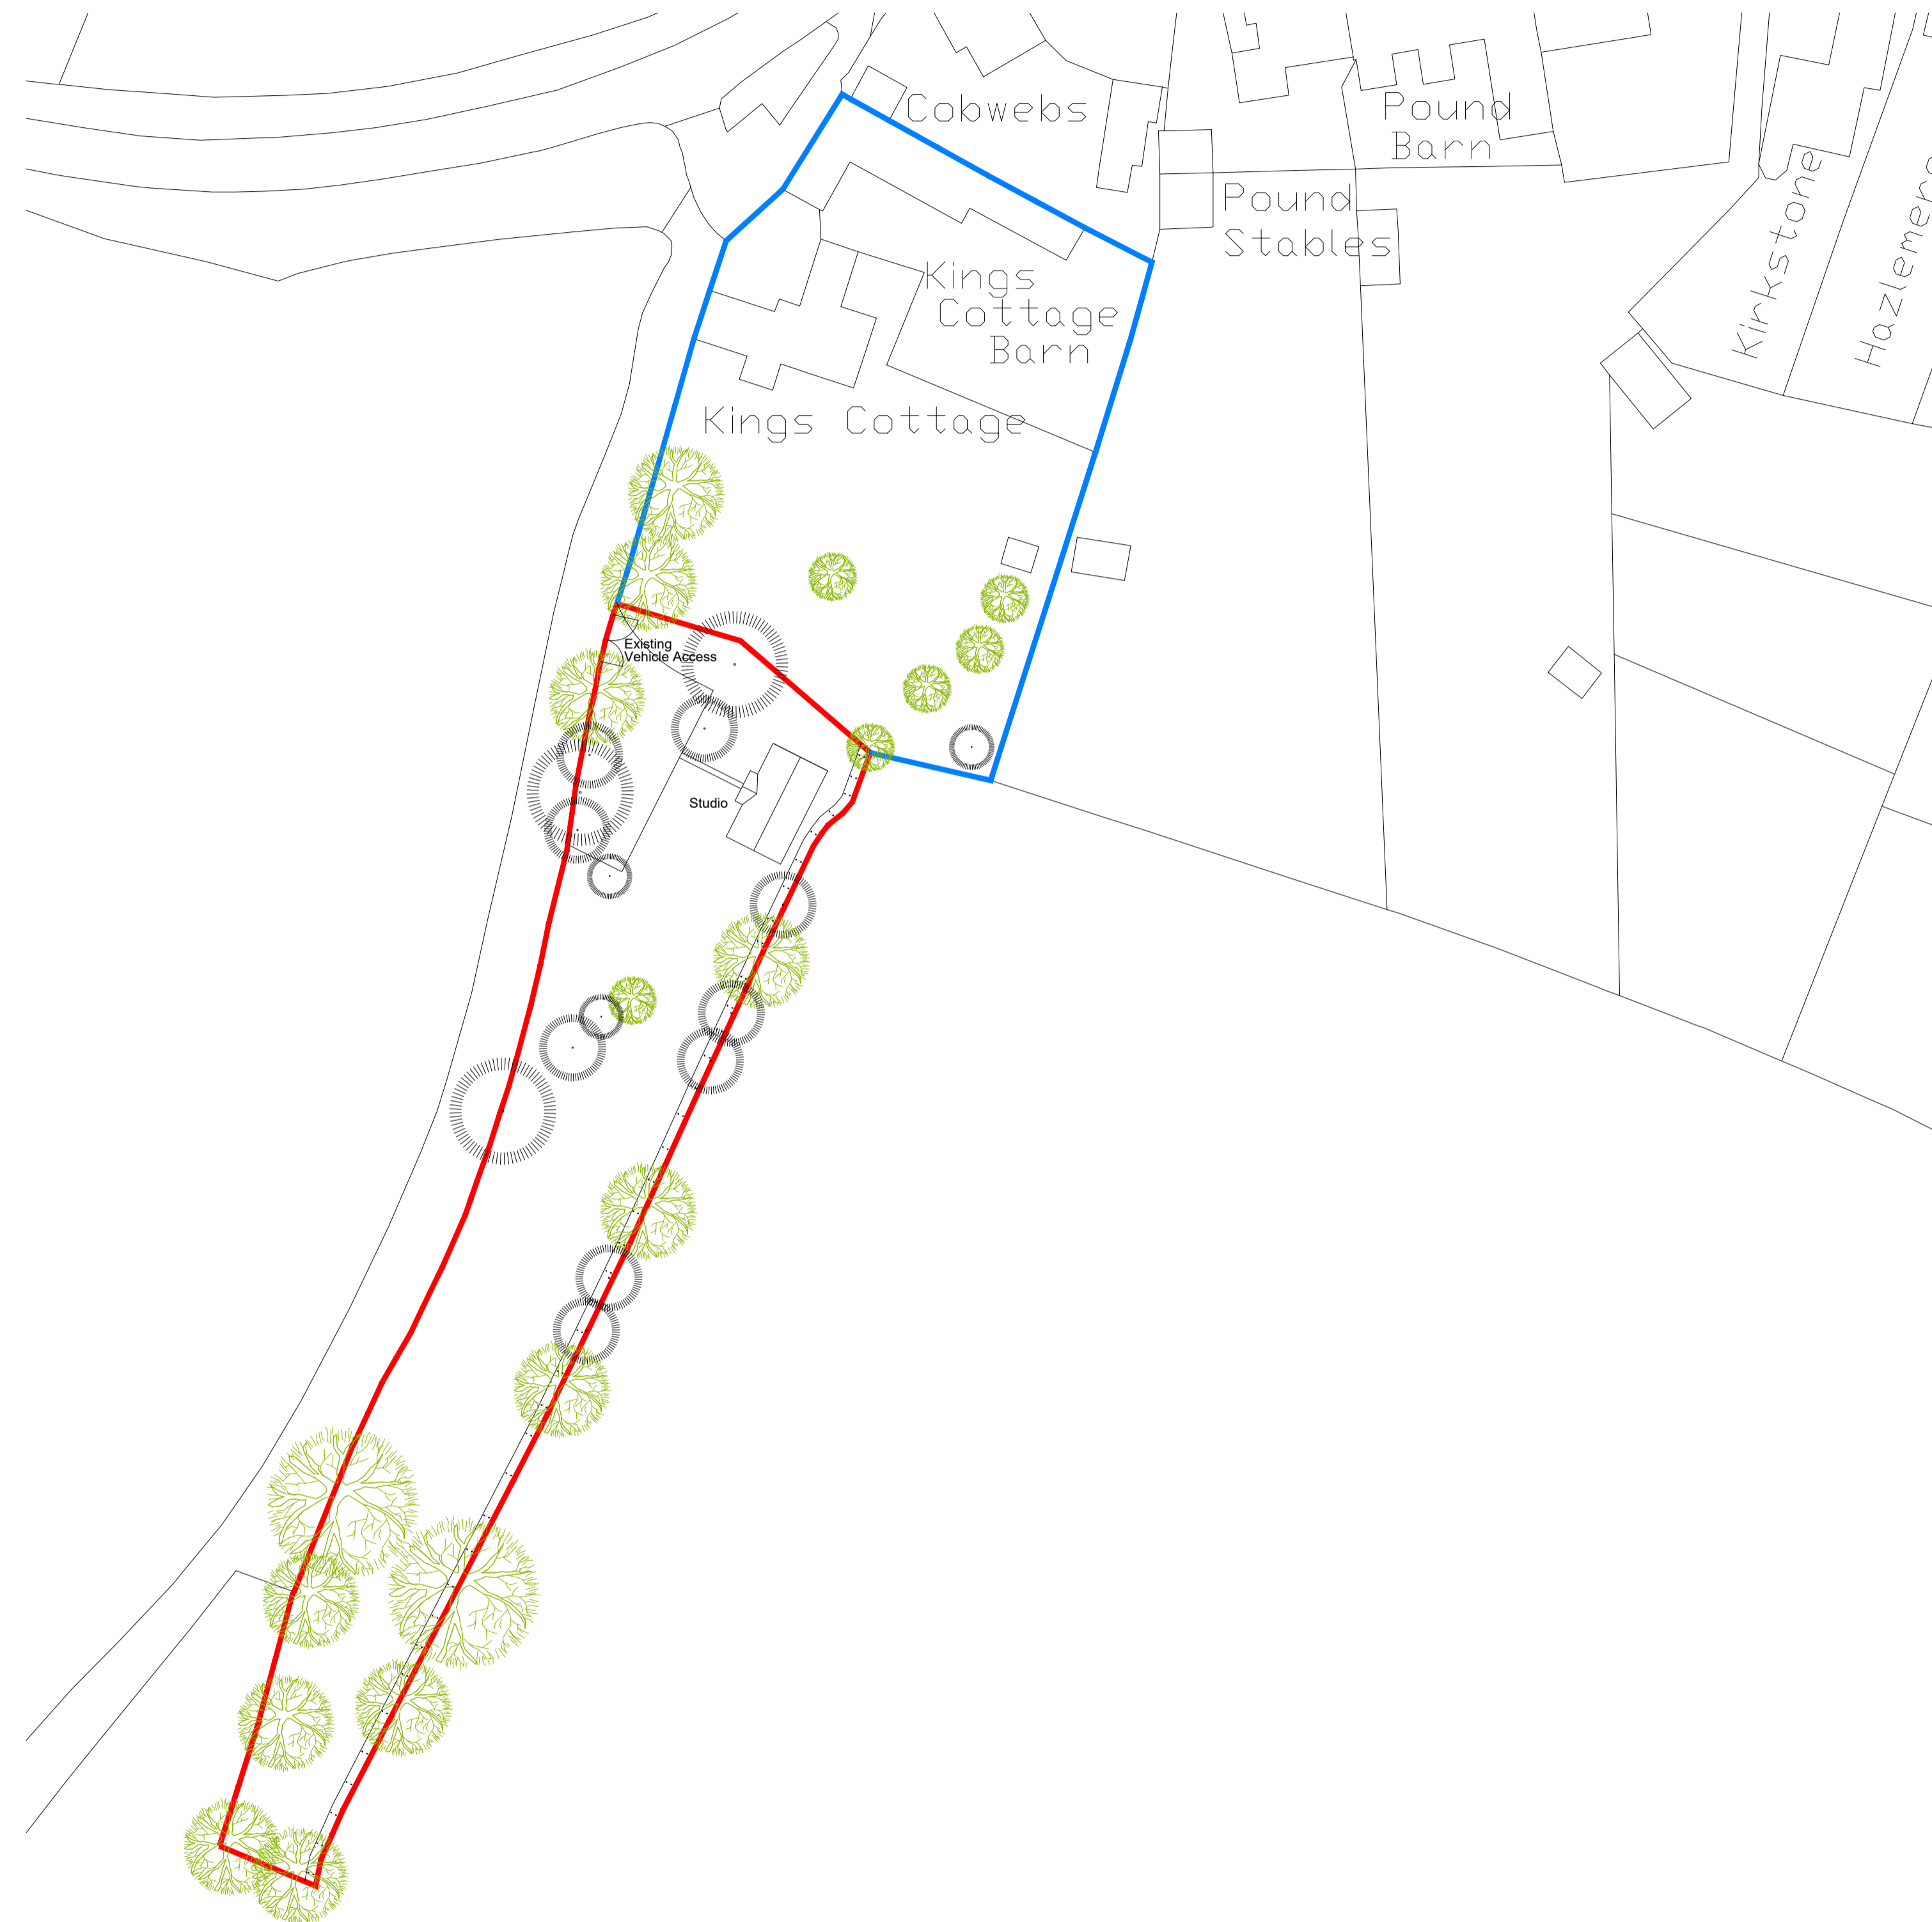 Cobwebs
Pound
Barn
Pound
Stables
Kirkstone
Kings
Cottage
Barn
Kings Cottage
Existing
Vehicle Access
Studio